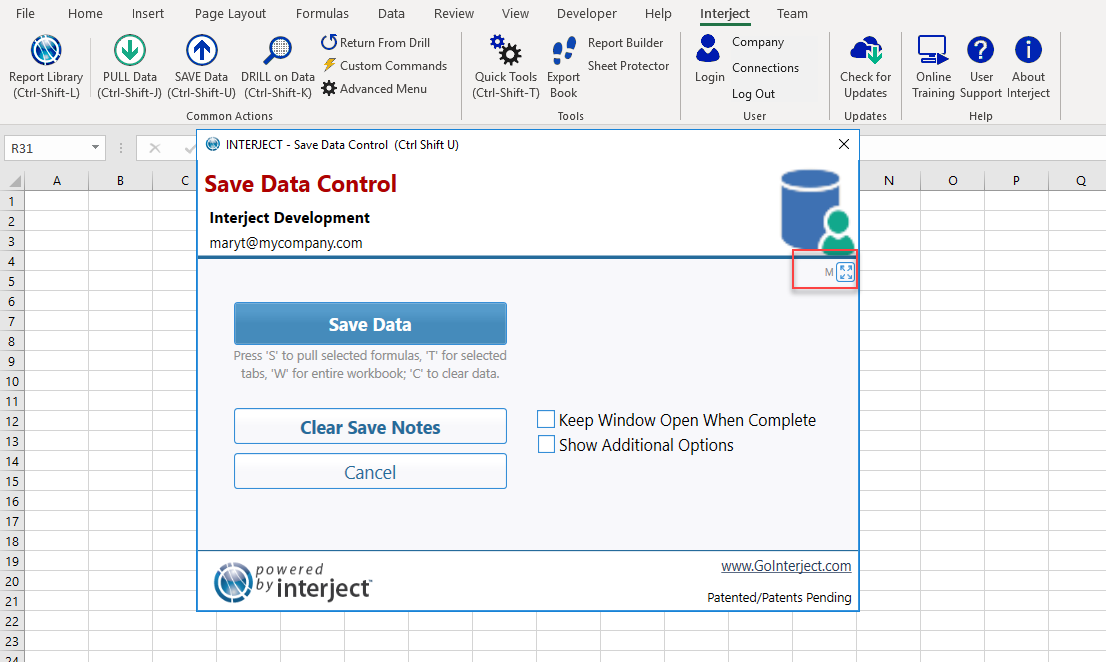 File Home Insert Page Layout Formulas Data Review View Developer Help Interject Team
Report Library
(Ctrl-Shift-L)
PULL Data
(Ctrl-Shift-J)
SAVE Data
(Ctrl-Shift-U)
DRILL on Data
(Ctrl-Shift-K)
Return From Drill
Custom Commands
Advanced Menu
Common Actions
Quick Tools
(Ctrl-Shift-T)
Export
Book
Report Builder
Sheet Protector
Tools
Login
Company
Connections
Log Out
User
Check for
Updates
Updates
Online
Training
User
Support
About
Interject
Help
R31
A B C N O P Q
INTERJECT - Save Data Control (Ctrl Shift U)
Save Data Control
Interject Development
maryt@mycompany.com
M
Save Data
Press 'S' to pull selected formulas, 'T' for selected
tabs, 'W' for entire workbook; 'C' to clear data.
Clear Save Notes
Cancel
Keep Window Open When Complete
Show Additional Options
powered
by interject™
www.GoInterject.com
Patented/Patents Pending
1
2
3
4
5
6
7
8
9
10
11
12
13
14
15
16
17
18
19
20
21
22
23
24